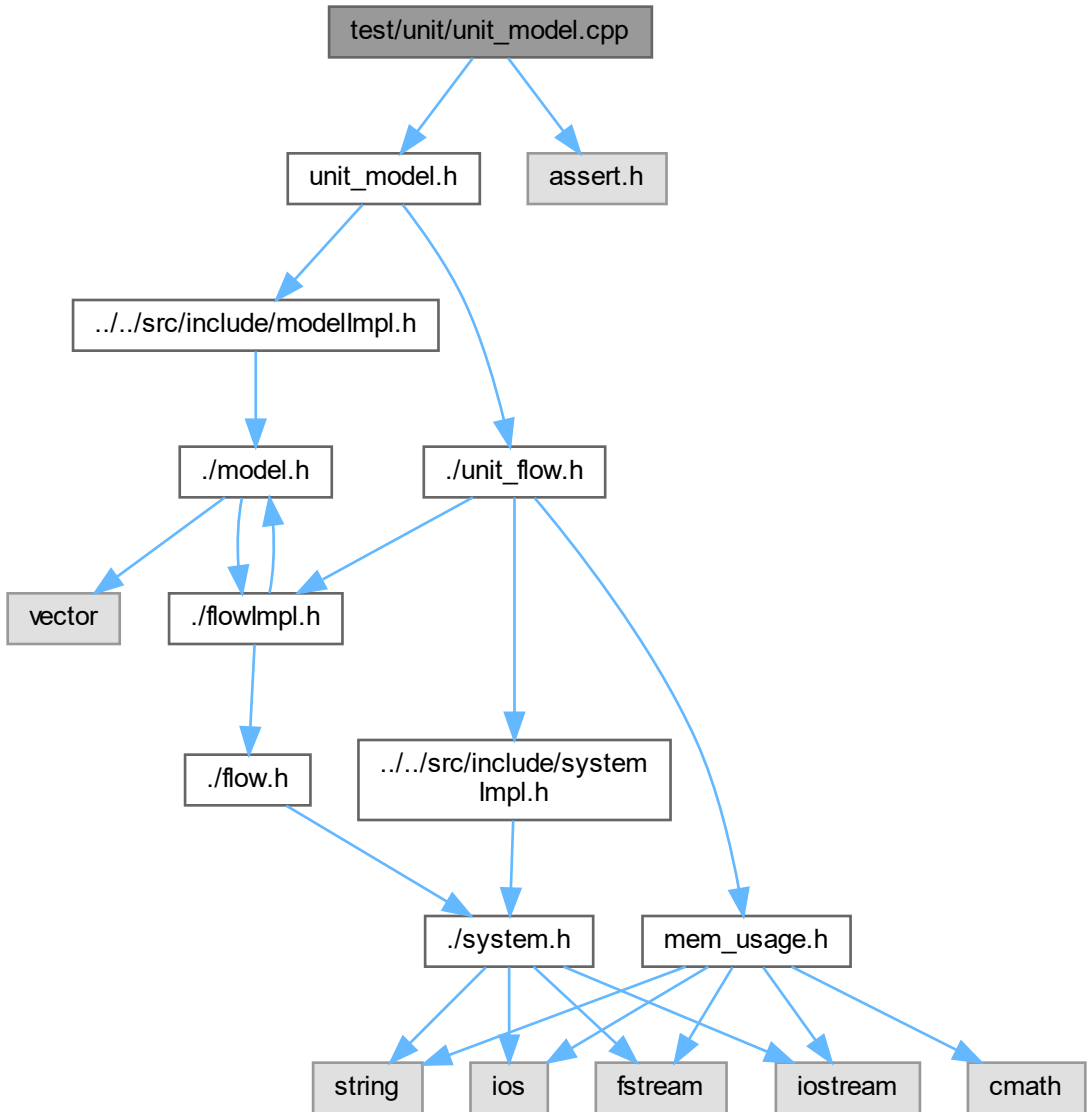 test/unit/unit_model.cpp
unit_model.h
assert.h
../../src/include/modelImpl.h
./model.h
./unit_flow.h
vector
./flowImpl.h
./flow.h
../../src/include/system
Impl.h
./system.h
mem_usage.h
string
ios
fstream
iostream
cmath